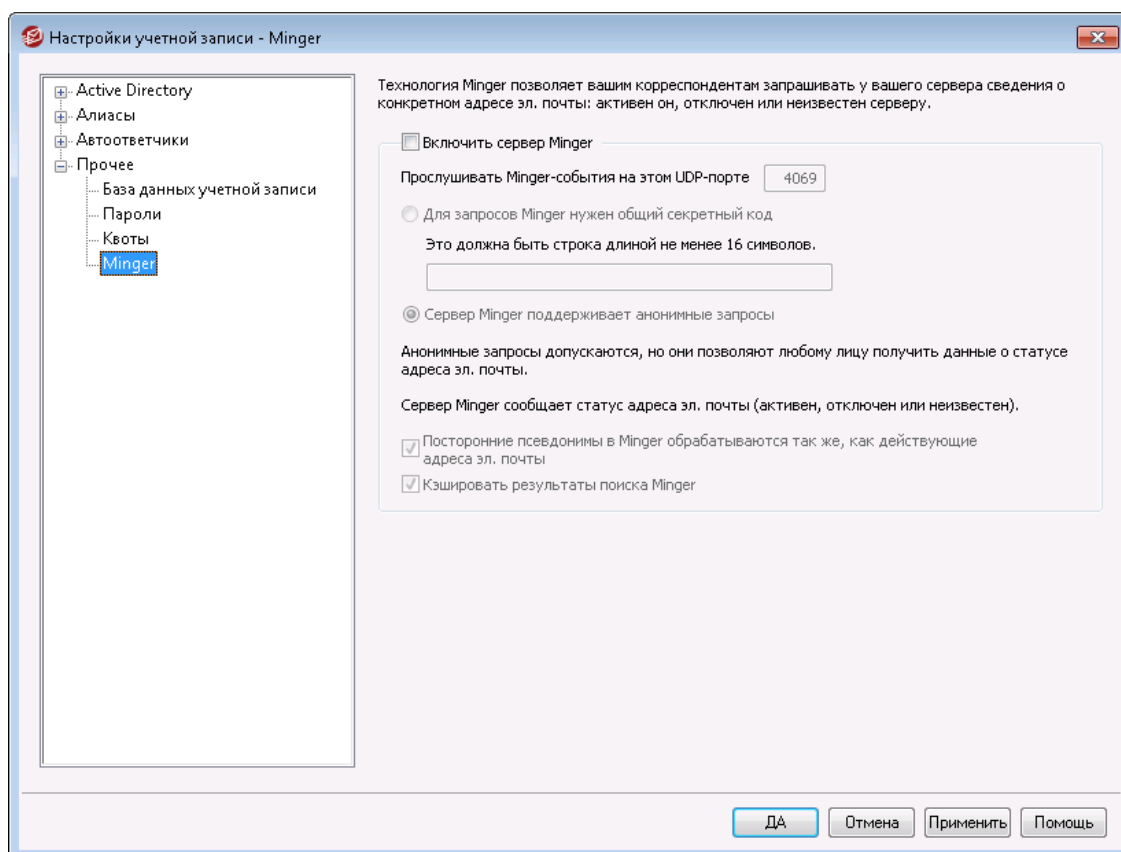 Настройки учетной записи - Minger
Active Directory
Алиасы
Автоответчики
Прочее
База данных учетной записи
Пароли
Квоты
Minger
Технология Minger позволяет вашим корреспондентам запрашивать у вашего сервера сведения о
конкретном адресе эл. почты: активен он, отключен или неизвестен серверу.
Включить сервер Minger
Прослушивать Minger-события на этом UDP-порте 4069
Для запросов Minger нужен общий секретный код
Это должна быть строка длиной не менее 16 символов.
Сервер Minger поддерживает анонимные запросы
Анонимные запросы допускаются, но они позволяют любому лицу получить данные о статусе
адреса эл. почты.
Сервер Minger сообщает статус адреса эл. почты (активен, отключен или неизвестен).
Посторонние псевдонимы в Minger обрабатываются так же, как действующие
адреса эл. почты
Кэшировать результаты поиска Minger
ДА Отмена Применить Помощь